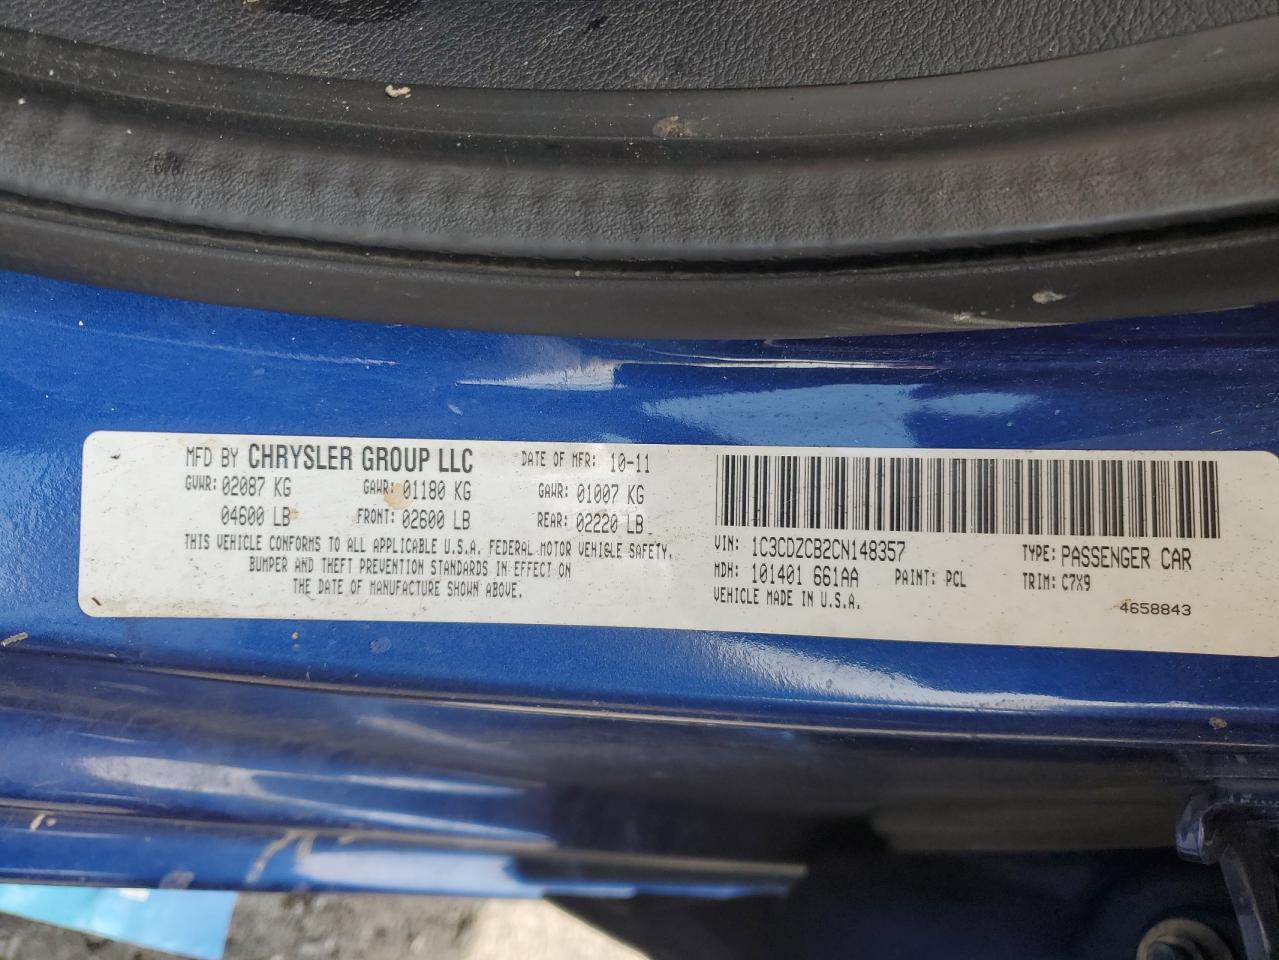 MFD BY CHRYSLER GROUP LLC DATE OF MFR: 10-11
GVWR: 02087 KG GAWR: 01180 KG GAWR: 01007 KG
04600 LB FRONT: 02600 LB REAR: 02220 LB
THIS VEHICLE CONFORMS TO ALL APPLICABLE U.S.A. FEDERAL MOTOR VEHICLE SAFETY,
BUMPER AND THEFT PREVENTION STANDARDS IN EFFECT ON
THE DATE OF MANUFACTURE SHOWN ABOVE.
VIN: 1C3CDZCB2CN148357 TYPE: PASSENGER CAR
MDH: 101401 661AA PAINT: PCL TRIM: C7X9
VEHICLE MADE IN U.S.A. 4658843